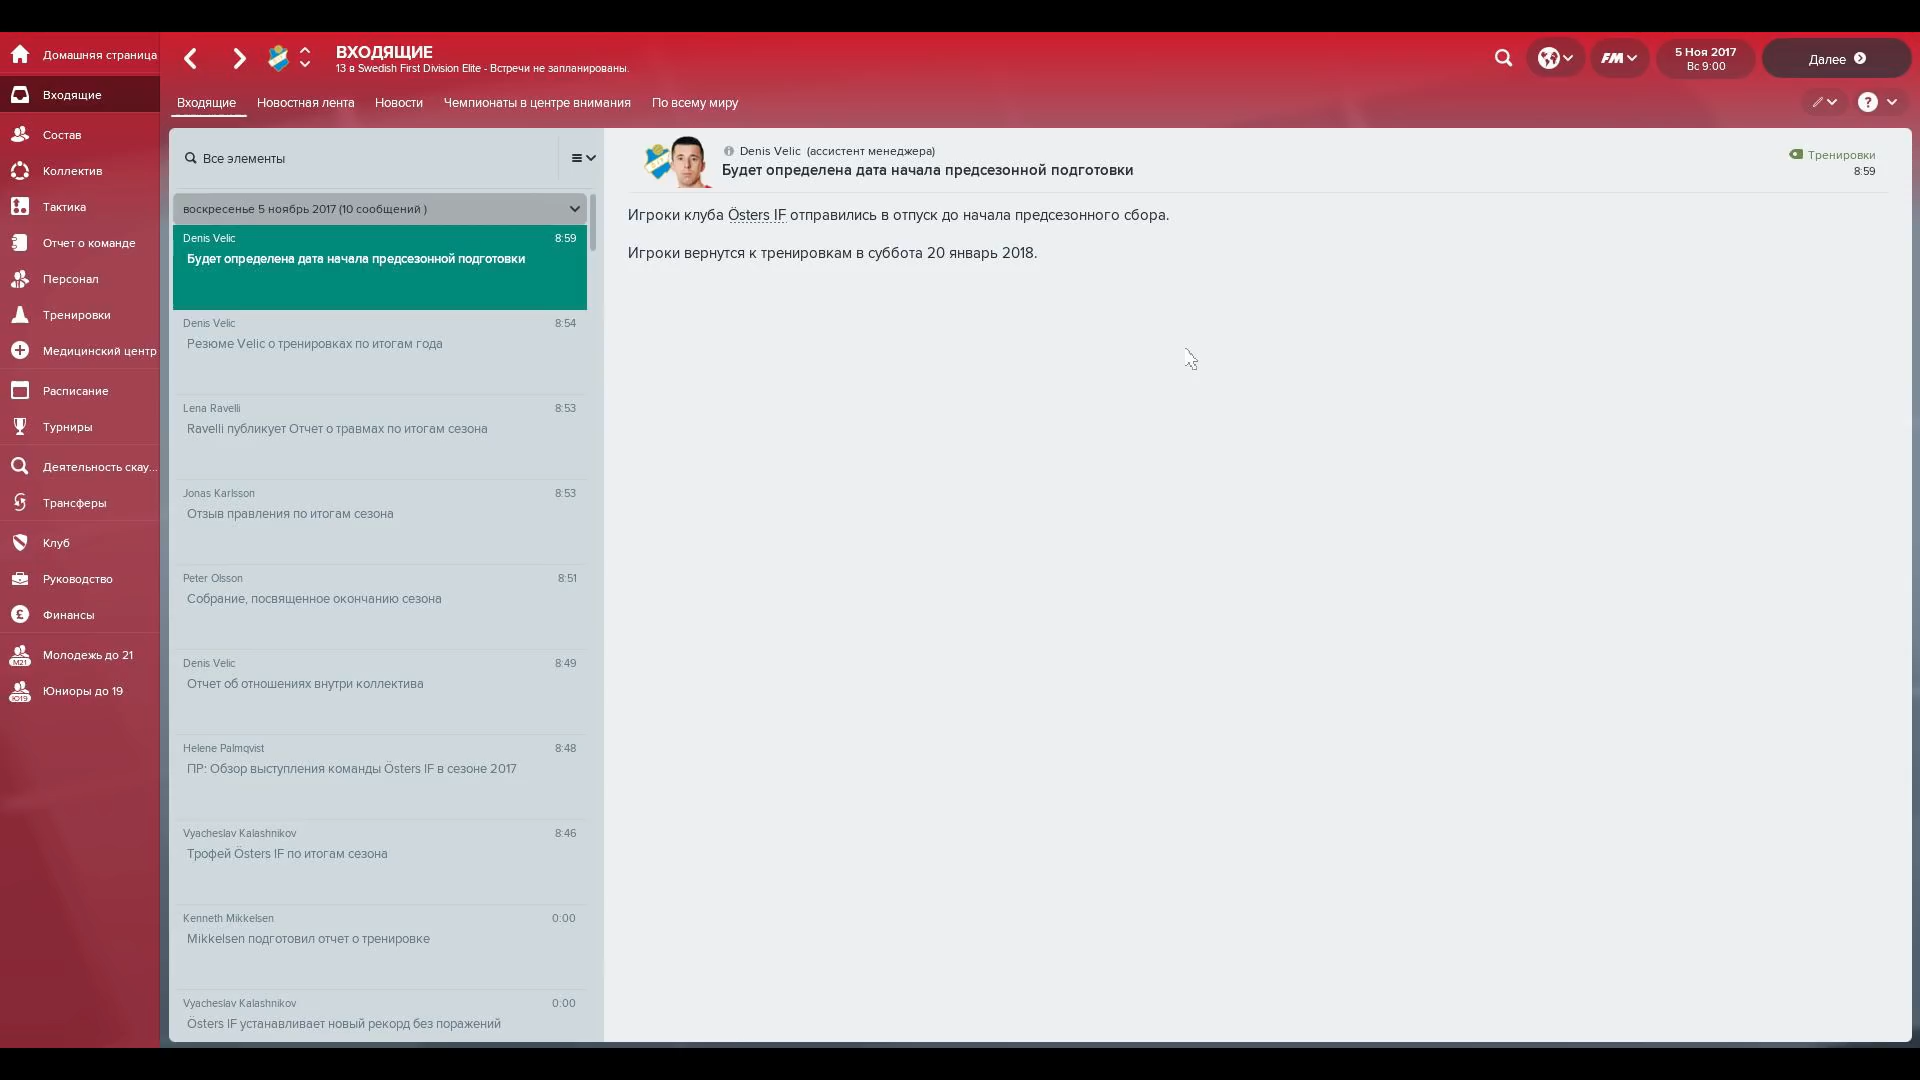 Домашняя страница
Входящие
Состав
Коллектив
Тактика
Отчет о команде
Персонал
Тренировки
Медицинский центр
Расписание
Турниры
Деятельность скау...
Трансферы
Клуб
Руководство
Финансы
М21
Молодежь до 21
Ю19
Юниоры до 19
ВХОДЯЩИЕ
13 в Swedish First Division Elite - Встречи не запланированы.
FM
5 Ноя 2017
Вс 9:00
Далее
Входящие
Новостная лента
Новости
Чемпионаты в центре внимания
По всему миру
?
Все элементы
воскресенье 5 ноябрь 2017 (10 сообщений )
Denis Velic 8:59
Будет определена дата начала предсезонной подготовки
Denis Velic 8:54
Резюме Velic о тренировках по итогам года
Lena Ravelli 8:53
Ravelli публикует Отчет о травмах по итогам сезона
Jonas Karlsson 8:53
Отзыв правления по итогам сезона
Peter Olsson 8:51
Собрание, посвященное окончанию сезона
Denis Velic 8:49
Отчет об отношениях внутри коллектива
Helene Palmqvist 8:48
ПР: Обзор выступления команды Östers IF в сезоне 2017
Vyacheslav Kalashnikov 8:46
Трофей Östers IF по итогам сезона
Kenneth Mikkelsen 0:00
Mikkelsen подготовил отчет о тренировке
Vyacheslav Kalashnikov 0:00
Östers IF устанавливает новый рекорд без поражений
Denis Velic (ассистент менеджера)
Будет определена дата начала предсезонной подготовки
Тренировки
8:59
Игроки клуба Östers IF отправились в отпуск до начала предсезонного сбора.
Игроки вернутся к тренировкам в суббота 20 январь 2018.